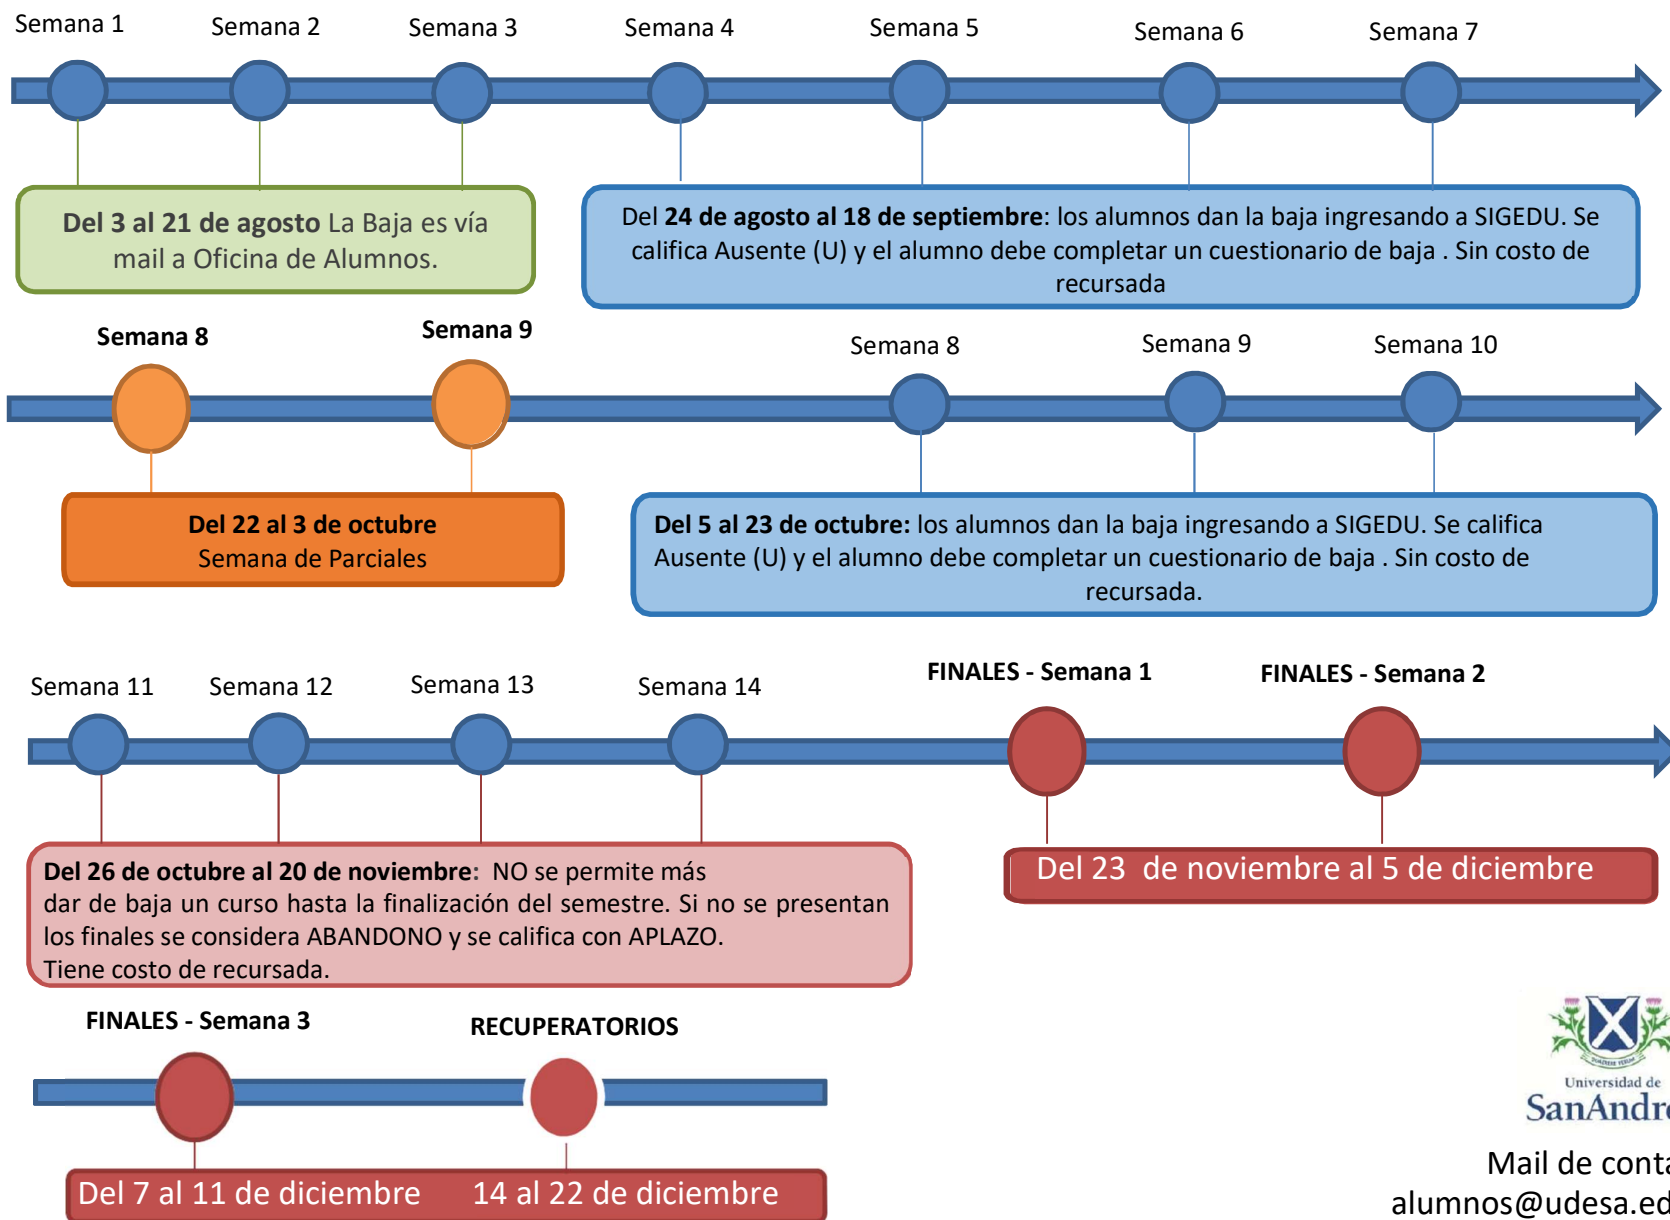 Semana 1
Semana 2
Semana 3
Semana 4
Semana 5
Semana 6
Semana 7
Del 3 al 21 de agosto La Baja es vía
mail a Oficina de Alumnos.
Del 24 de agosto al 18 de septiembre: los alumnos dan la baja ingresando a SIGEDU. Se
califica Ausente (U) y el alumno debe completar un cuestionario de baja . Sin costo de
recursada
Semana 8
Semana 9
Semana 8
Semana 9
Semana 10
Del 22 al 3 de octubre
Semana de Parciales
Del 5 al 23 de octubre: los alumnos dan la baja ingresando a SIGEDU. Se califica
Ausente (U) y el alumno debe completar un cuestionario de baja . Sin costo de
recursada.
Semana 11
Semana 12
Semana 13
Semana 14
FINALES - Semana 1
FINALES - Semana 2
Del 26 de octubre al 20 de noviembre: NO se permite más
dar de baja un curso hasta la finalización del semestre. Si no se presentan
los finales se considera ABANDONO y se califica con APLAZO.
Tiene costo de recursada.
Del 23 de noviembre al 5 de diciembre
FINALES - Semana 3
RECUPERATORIOS
Del 7 al 11 de diciembre
14 al 22 de diciembre
Universidad de
SanAndr
Mail de conta
alumnos@udesa.ed